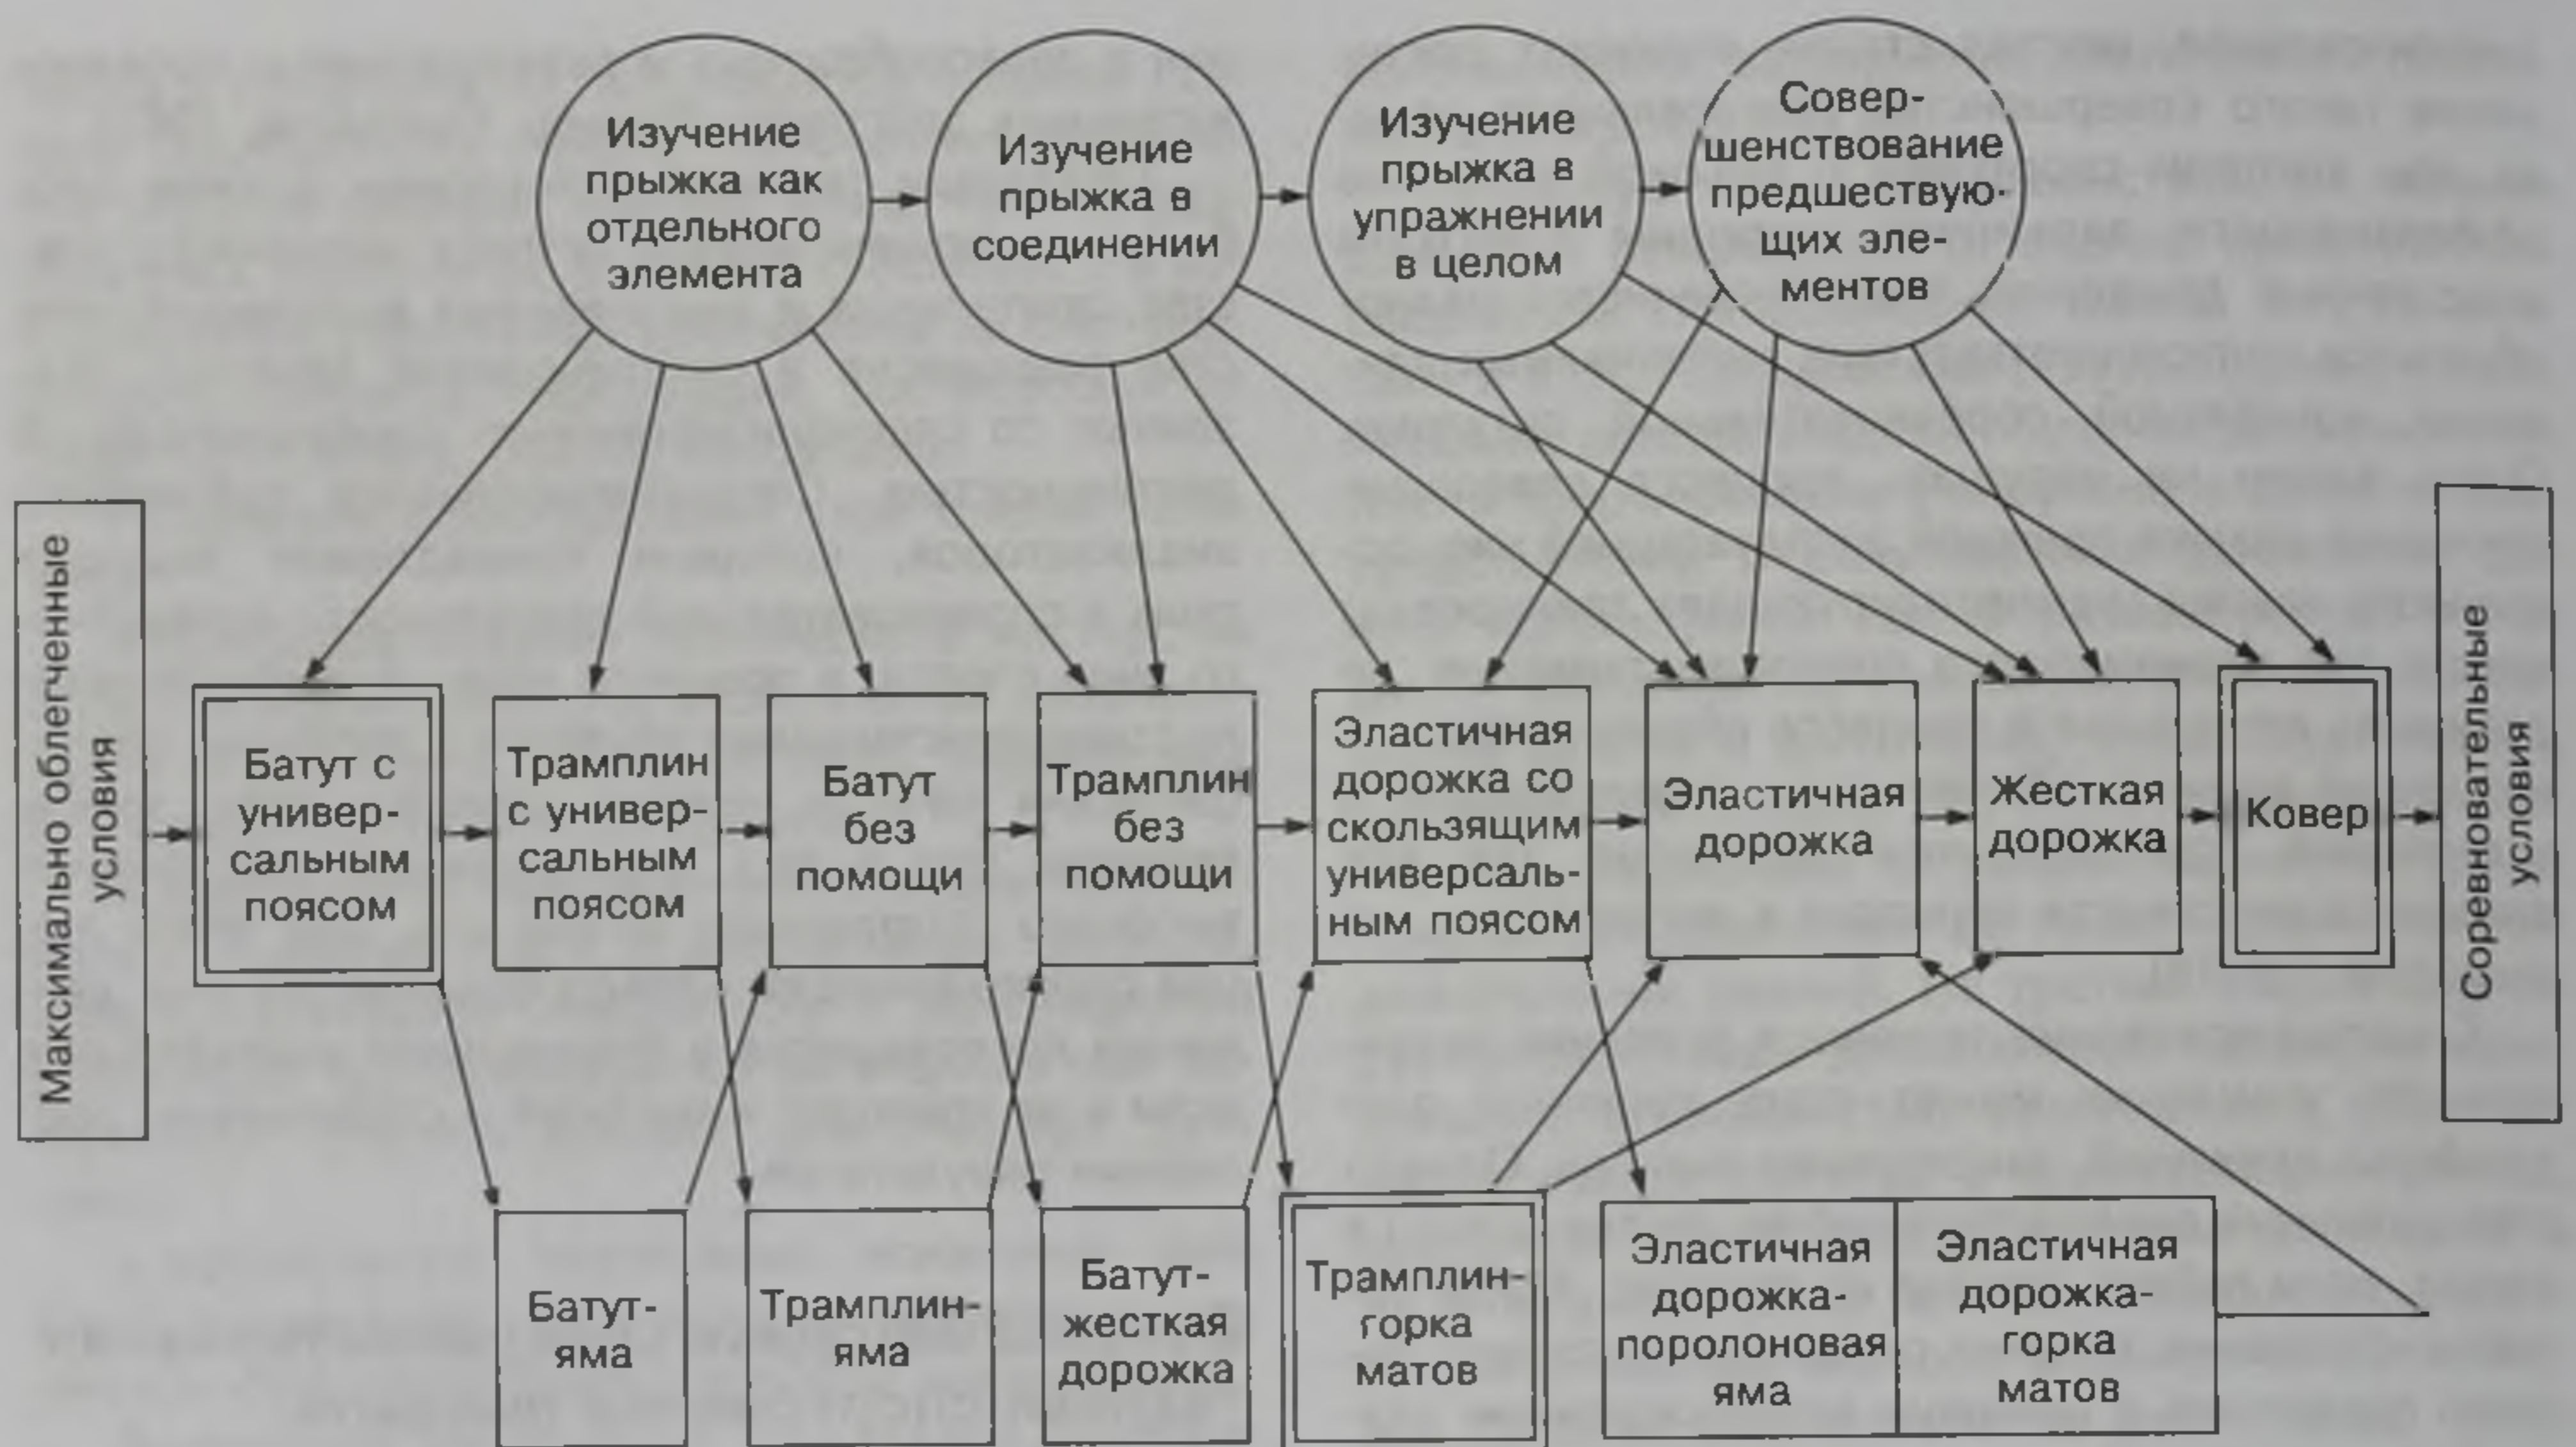 Изучение
прыжка как
отдельного
элемента
Изучение
прыжка в
соединении
Изучение
прыжка в
упражнении
в целом
Совер-
шенствование
предшествую-
щих эле-
ментов
Максимально облегченные
условия
Батут с
универ-
сальным
поясом
Трамплин
с универ-
сальным
поясом
Батут
без
помощи
Трамплин
без
помощи
Эластичная
дорожка со
скользящим
универсаль-
ным поясом
Эластичная
дорожка
Жесткая
дорожка
Ковер
Соревновательные
условия
Батут-
яма
Трамплин-
яма
Батут-
жесткая
дорожка
Трамплин-
горка
матов
Эластичная
дорожка-
поролоновая
яма
Эластичная
дорожка-
горка
матов